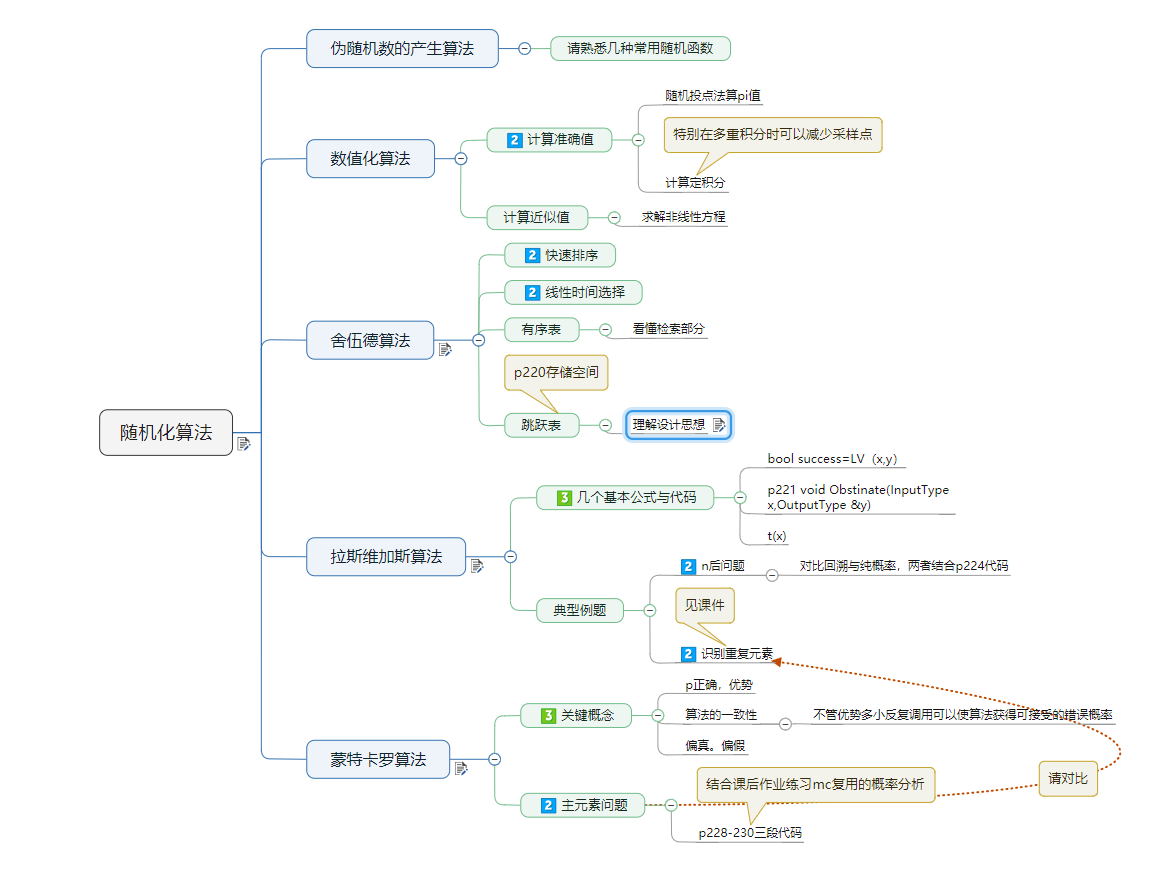 随机化算法
伪随机数的产生算法
请熟悉几种常用随机函数
数值化算法
2 计算准确值
随机投点法算pi值
特别在多重积分时可以减少采样点
计算定积分
计算近似值
求解非线性方程
舍伍德算法
2 快速排序
2 线性时间选择
有序表
看懂检索部分
p220存储空间
跳跃表
理解设计思想
拉斯维加斯算法
3 几个基本公式与代码
bool success=LV（x,y）
p221 void Obstinate(InputType
x,OutputType &y)
t(x)
典型例题
2 n后问题
对比回溯与纯概率，两者结合p224代码
见课件
2 识别重复元素
蒙特卡罗算法
3 关键概念
p正确，优势
算法的一致性
不管优势多小反复调用可以使算法获得可接受的错误概率
偏真。偏假
2 主元素问题
结合课后作业练习mc复用的概率分析
p228-230三段代码
请对比